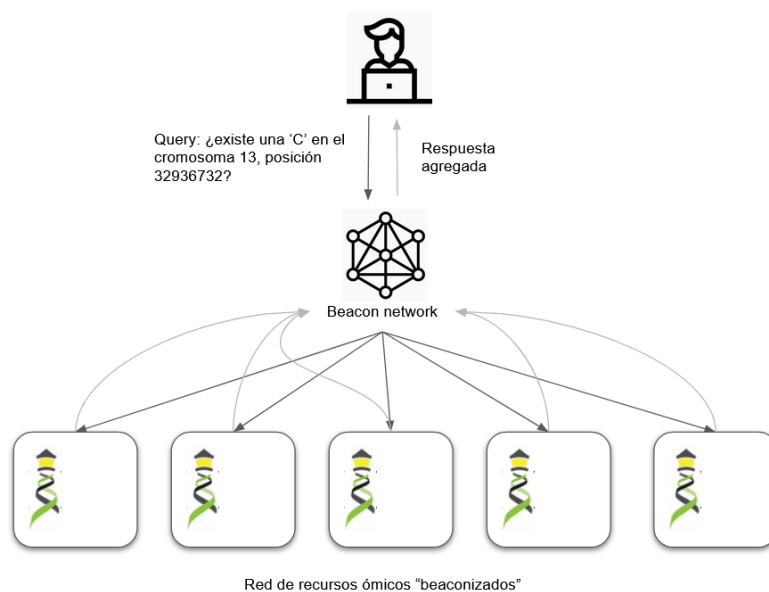 Query: ¿existe una ‘C’ en el
cromosoma 13, posición
32936732?
Respuesta
agregada
Beacon network
Red de recursos ómicos “beaconizados”